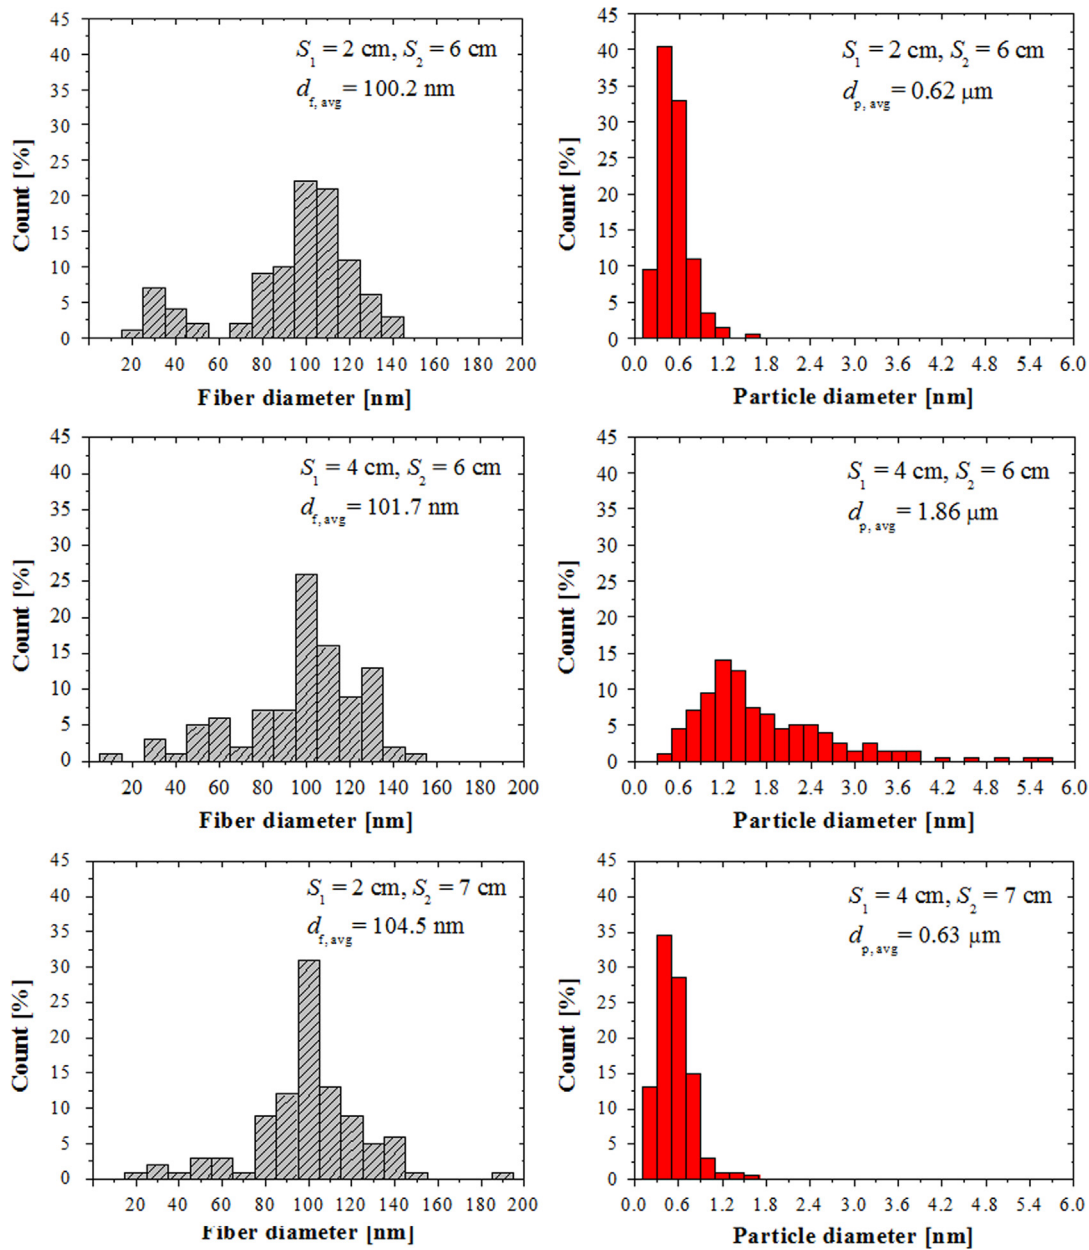 S1 = 2 cm, S2 = 6 cm
df, avg = 100.2 nm
Count [%]
45
40
35
30
25
20
15
10
5
0
20 40 60 80 100 120 140 160 180 200
Fiber diameter [nm]
S1 = 2 cm, S2 = 6 cm
dp, avg = 0.62 μm
Count [%]
45
40
35
30
25
20
15
10
5
0
0.0 0.6 1.2 1.8 2.4 3.0 3.6 4.2 4.8 5.4 6.0
Particle diameter [nm]
S1 = 4 cm, S2 = 6 cm
df, avg = 101.7 nm
Count [%]
45
40
35
30
25
20
15
10
5
0
20 40 60 80 100 120 140 160 180 200
Fiber diameter [nm]
S1 = 4 cm, S2 = 6 cm
dp, avg = 1.86 μm
Count [%]
45
40
35
30
25
20
15
10
5
0
0.0 0.6 1.2 1.8 2.4 3.0 3.6 4.2 4.8 5.4 6.0
Particle diameter [nm]
S1 = 2 cm, S2 = 7 cm
df, avg = 104.5 nm
Count [%]
45
40
35
30
25
20
15
10
5
0
20 40 60 80 100 120 140 160 180 200
Fiber diameter [nm]
S1 = 4 cm, S2 = 7 cm
dp, avg = 0.63 μm
Count [%]
45
40
35
30
25
20
15
10
5
0
0.0 0.6 1.2 1.8 2.4 3.0 3.6 4.2 4.8 5.4 6.0
Particle diameter [nm]